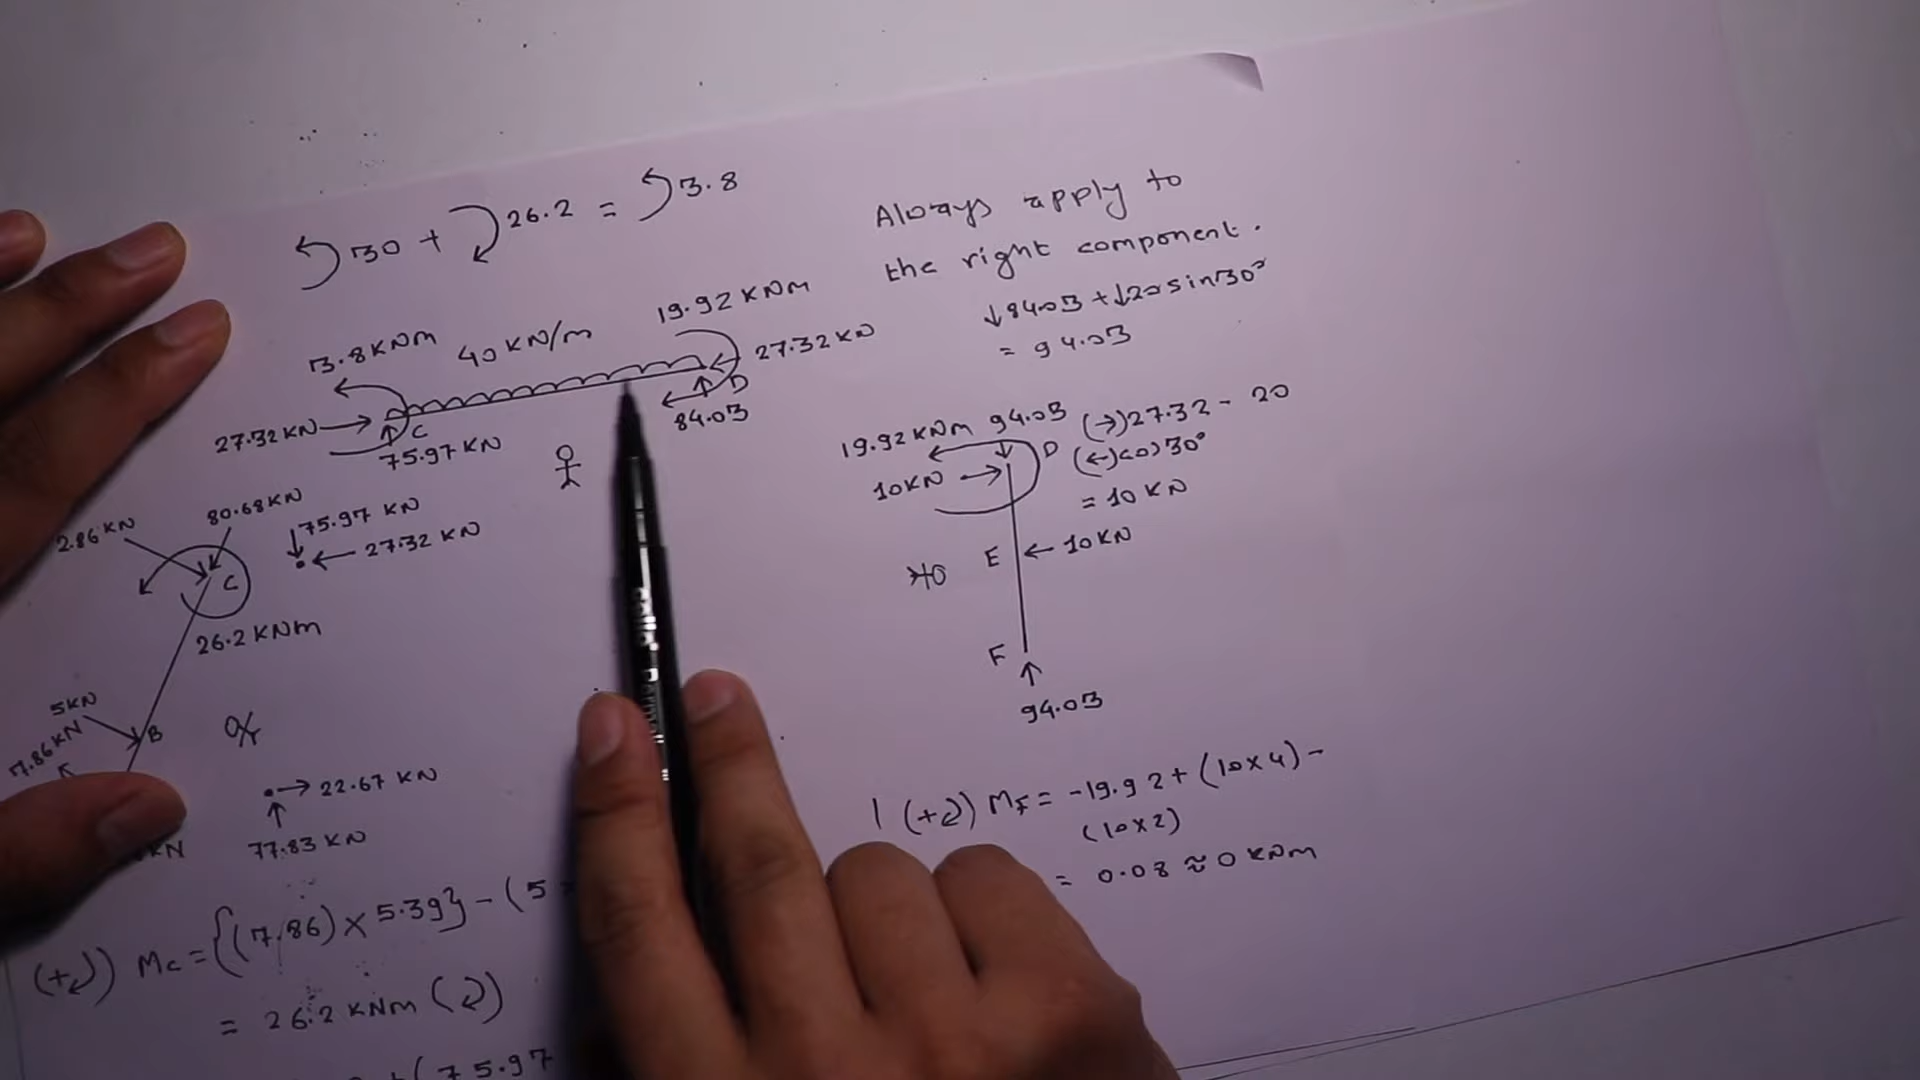 ↶30 + ↷26.2 = ↶3.8
Always apply to
the right component.
↓84.03 + ↓20 sin30°
= 94.03
3.8 KNm
40 KN/m
19.92 KNm
27.32 KN
27.32 KN →
C
D
75.97 KN
84.03
19.92 KNm
94.03
D
(→) 27.32 - 20
(←) cos 30°
= 10 KN
10KN →
E
← 10KN
F
94.03
2.86 KN
80.68 KN
↓ 75.97 KN
← 27.32 KN
C
26.2 KNm
5KN
7.86 KN
B
→ 22.67 KN
77.83 KN
KN
(+↷) MF = -19.92 + (10×4) -
(10×2)
= 0.08 ≈ 0 KNm
(+↷) Mc = {(7.86) × 5.39} - (5
= 26.2 KNm (↷)
(75.97
cello